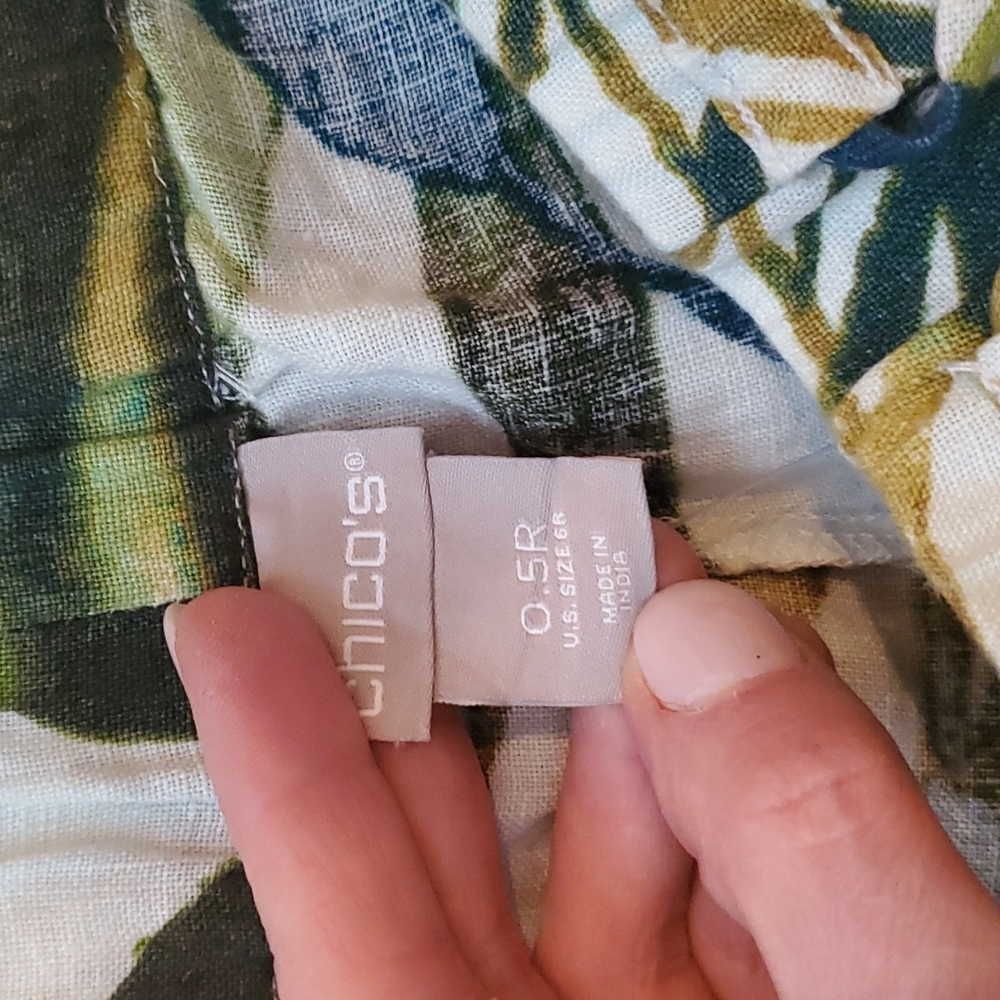 chico's®
0.5R
U.S. SIZE 6R
MADE IN
INDIA